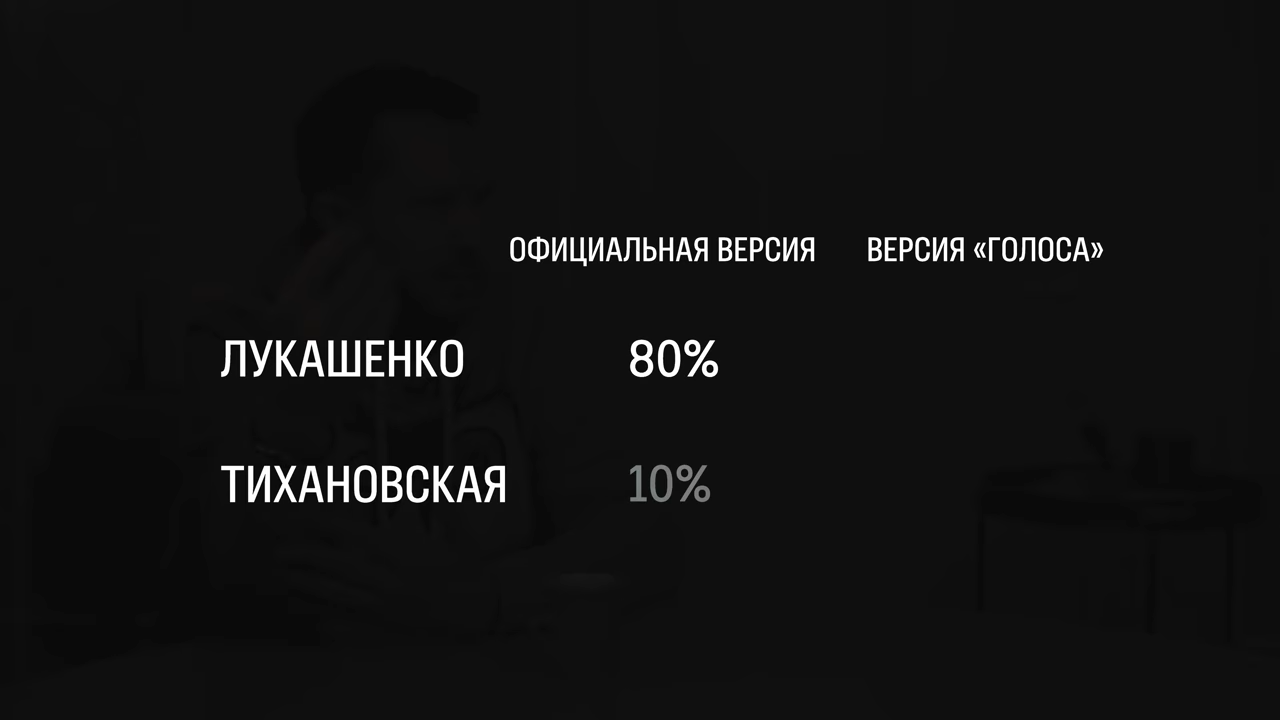 ОФИЦИАЛЬНАЯ ВЕРСИЯ ВЕРСИЯ «ГОЛОСА»
ЛУКАШЕНКО 80%
ТИХАНОВСКАЯ 10%